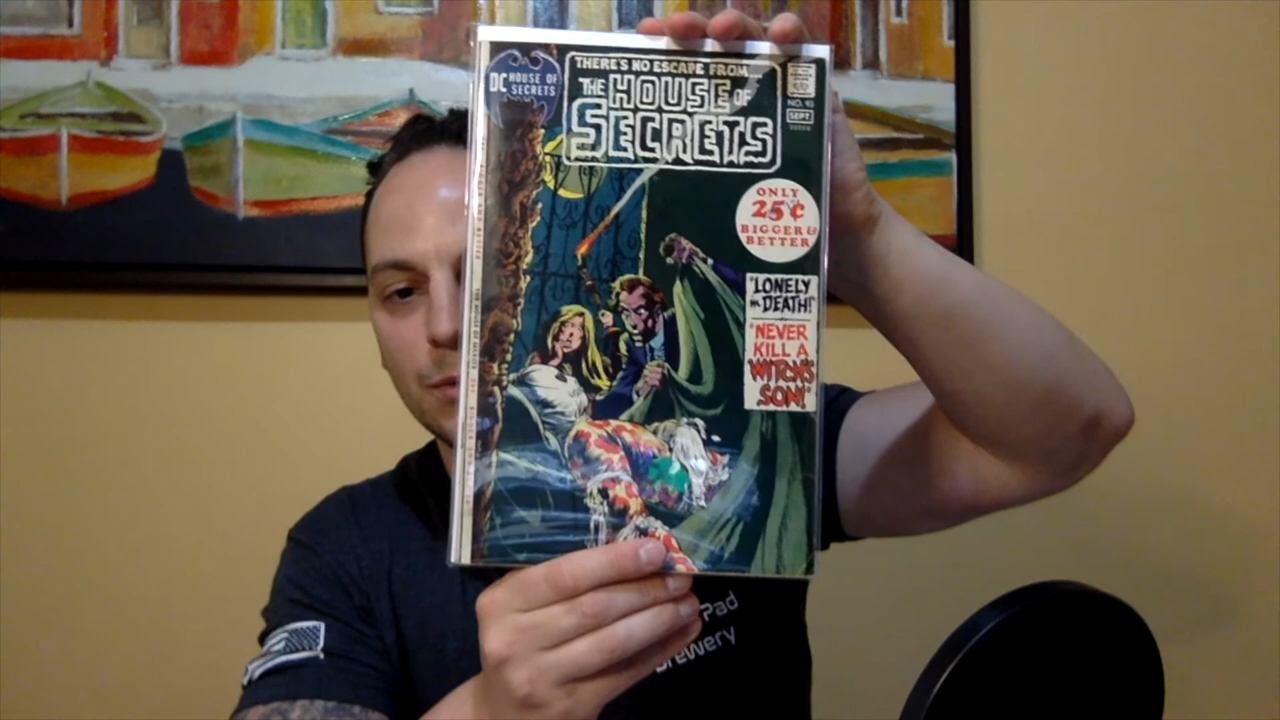 THERE'S NO ESCAPE FROM...
DC HOUSE OF
SECRETS
THE HOUSE OF
SECRETS
NO. 93
SEPT
ONLY
25¢
BIGGER &
BETTER
"LONELY
IN DEATH!"
"NEVER
KILL A
WITCH'S
SON!"
Pad
Brewery